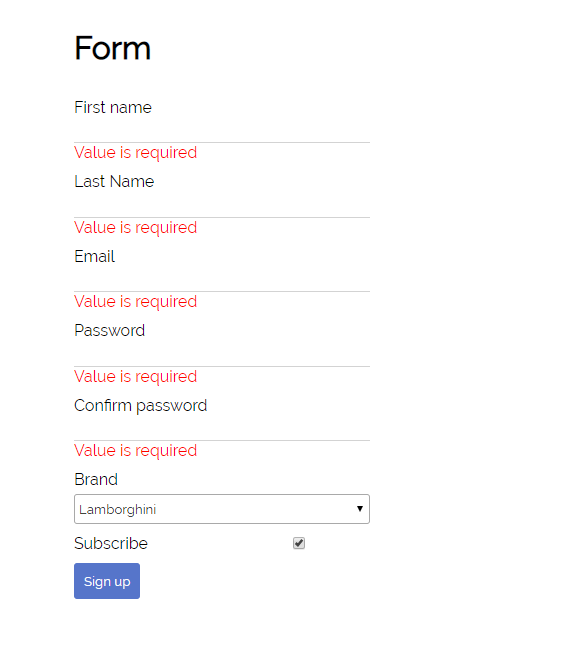 Form
First name
Value is required
Last Name
Value is required
Email
Value is required
Password
Value is required
Confirm password
Value is required
Brand
Lamborghini
Subscribe
Sign up